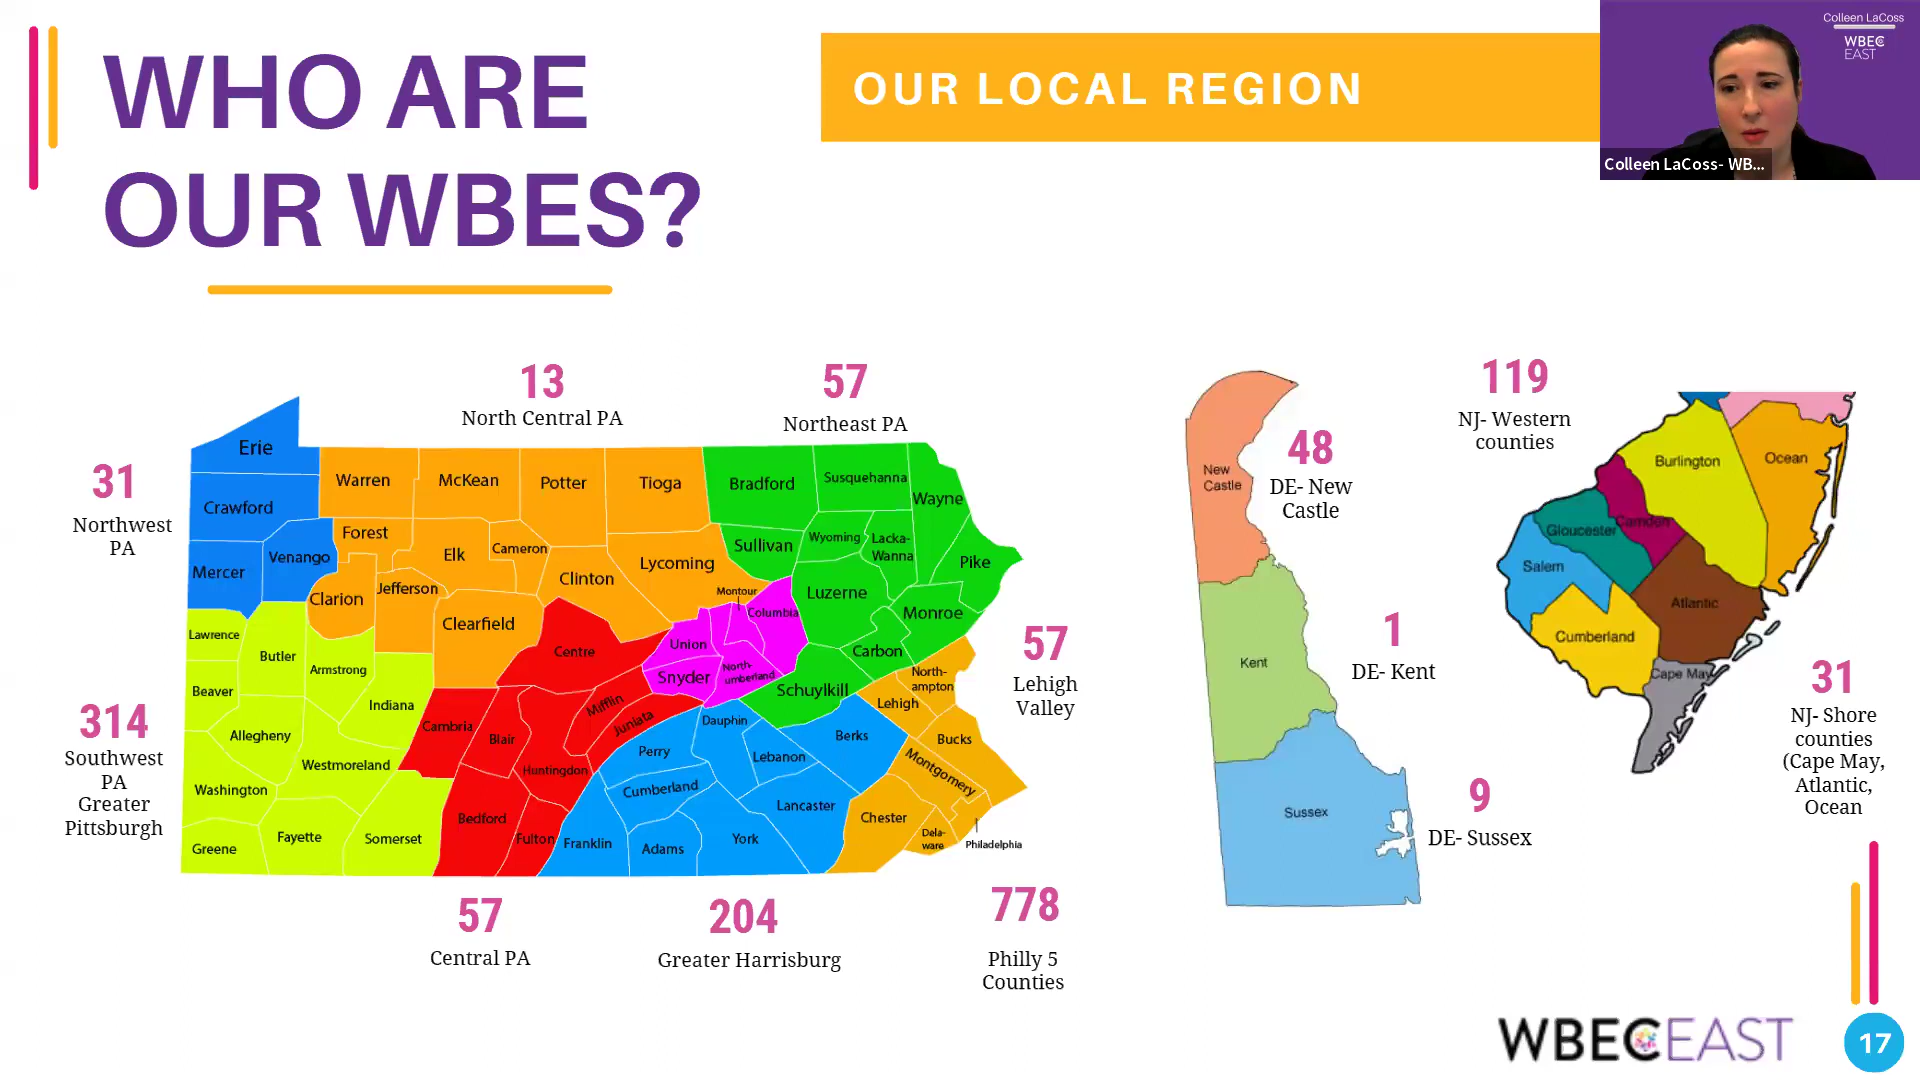 WHO ARE
OUR WBES?
OUR LOCAL REGION
Colleen LaCoss
WBEC
EAST
Colleen LaCoss- WB...
31
Northwest
PA
13
North Central PA
57
Northeast PA
314
Southwest
PA
Greater
Pittsburgh
57
Lehigh
Valley
57
Central PA
204
Greater Harrisburg
778
Philly 5
Counties
Erie
Crawford
Mercer
Venango
Warren
McKean
Potter
Tioga
Forest
Elk
Cameron
Clarion
Jefferson
Clearfield
Clinton
Lycoming
Bradford
Susquehanna
Wayne
Sullivan
Wyoming
Lacka-
Wanna
Pike
Luzerne
Monroe
Carbon
Schuylkill
Montour
Columbia
Union
Snyder
North-
umberland
Centre
Mifflin
Juniata
Cambria
Blair
Huntingdon
Bedford
Fulton
Lawrence
Butler
Armstrong
Beaver
Indiana
Allegheny
Westmoreland
Washington
Greene
Fayette
Somerset
Perry
Dauphin
Lebanon
Berks
Cumberland
Lancaster
Franklin
Adams
York
North-
ampton
Lehigh
Bucks
Montgomery
Chester
Dela-
ware
Philadelphia
New
Castle
48
DE- New
Castle
Kent
1
DE- Kent
Sussex
9
DE- Sussex
119
NJ- Western
counties
Burlington
Ocean
Gloucester
Camden
Salem
Atlantic
Cumberland
Cape May
31
NJ- Shore
counties
(Cape May,
Atlantic,
Ocean
WBECEAST
17